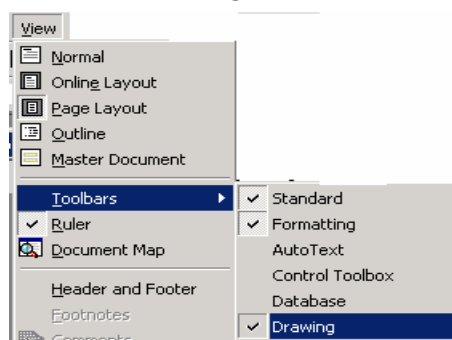 View
Normal
Online Layout
Page Layout
Outline
Master Document
Toolbars
Ruler
Document Map
Header and Footer
Footnotes
Comments
Standard
Formatting
AutoText
Control Toolbox
Database
Drawing